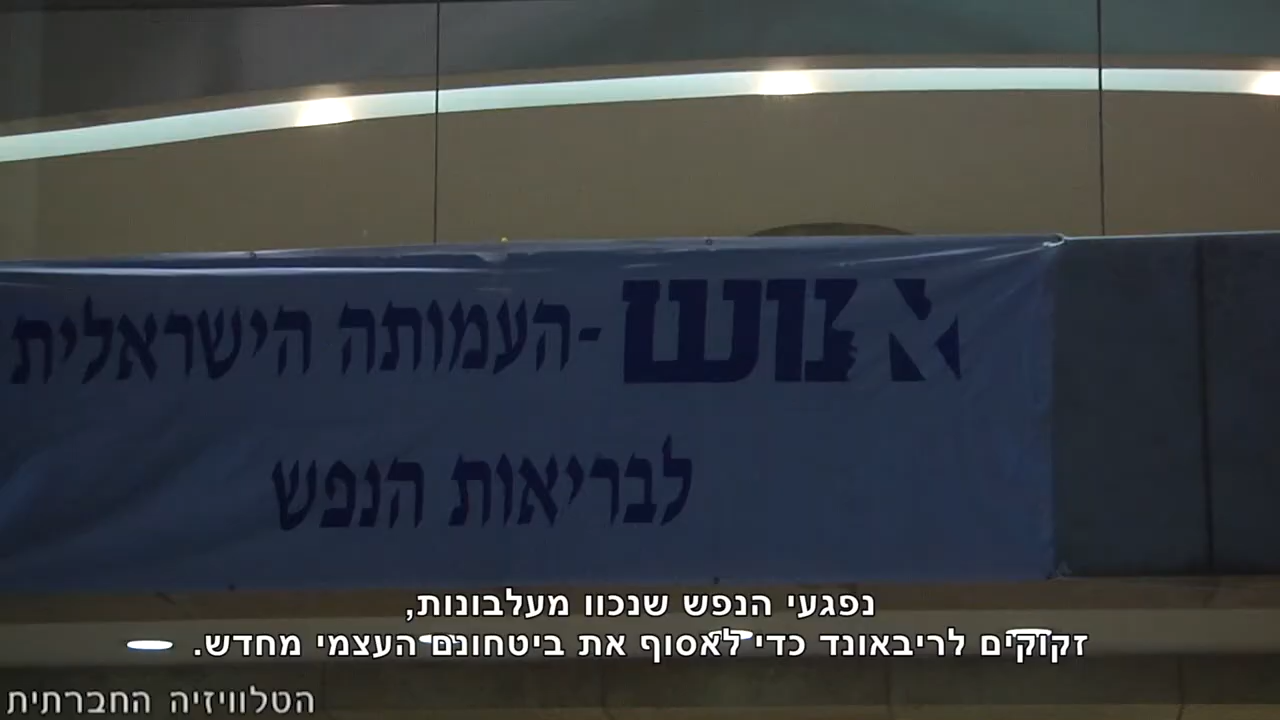 אנוש -העמותה הישראלית
לבריאות הנפש
נפגעי הנפש שנכוו מעלבונות,
זקוקים לריבאונד כדי לאסוף את ביטחונם העצמי מחדש.
הטלוויזיה החברתית